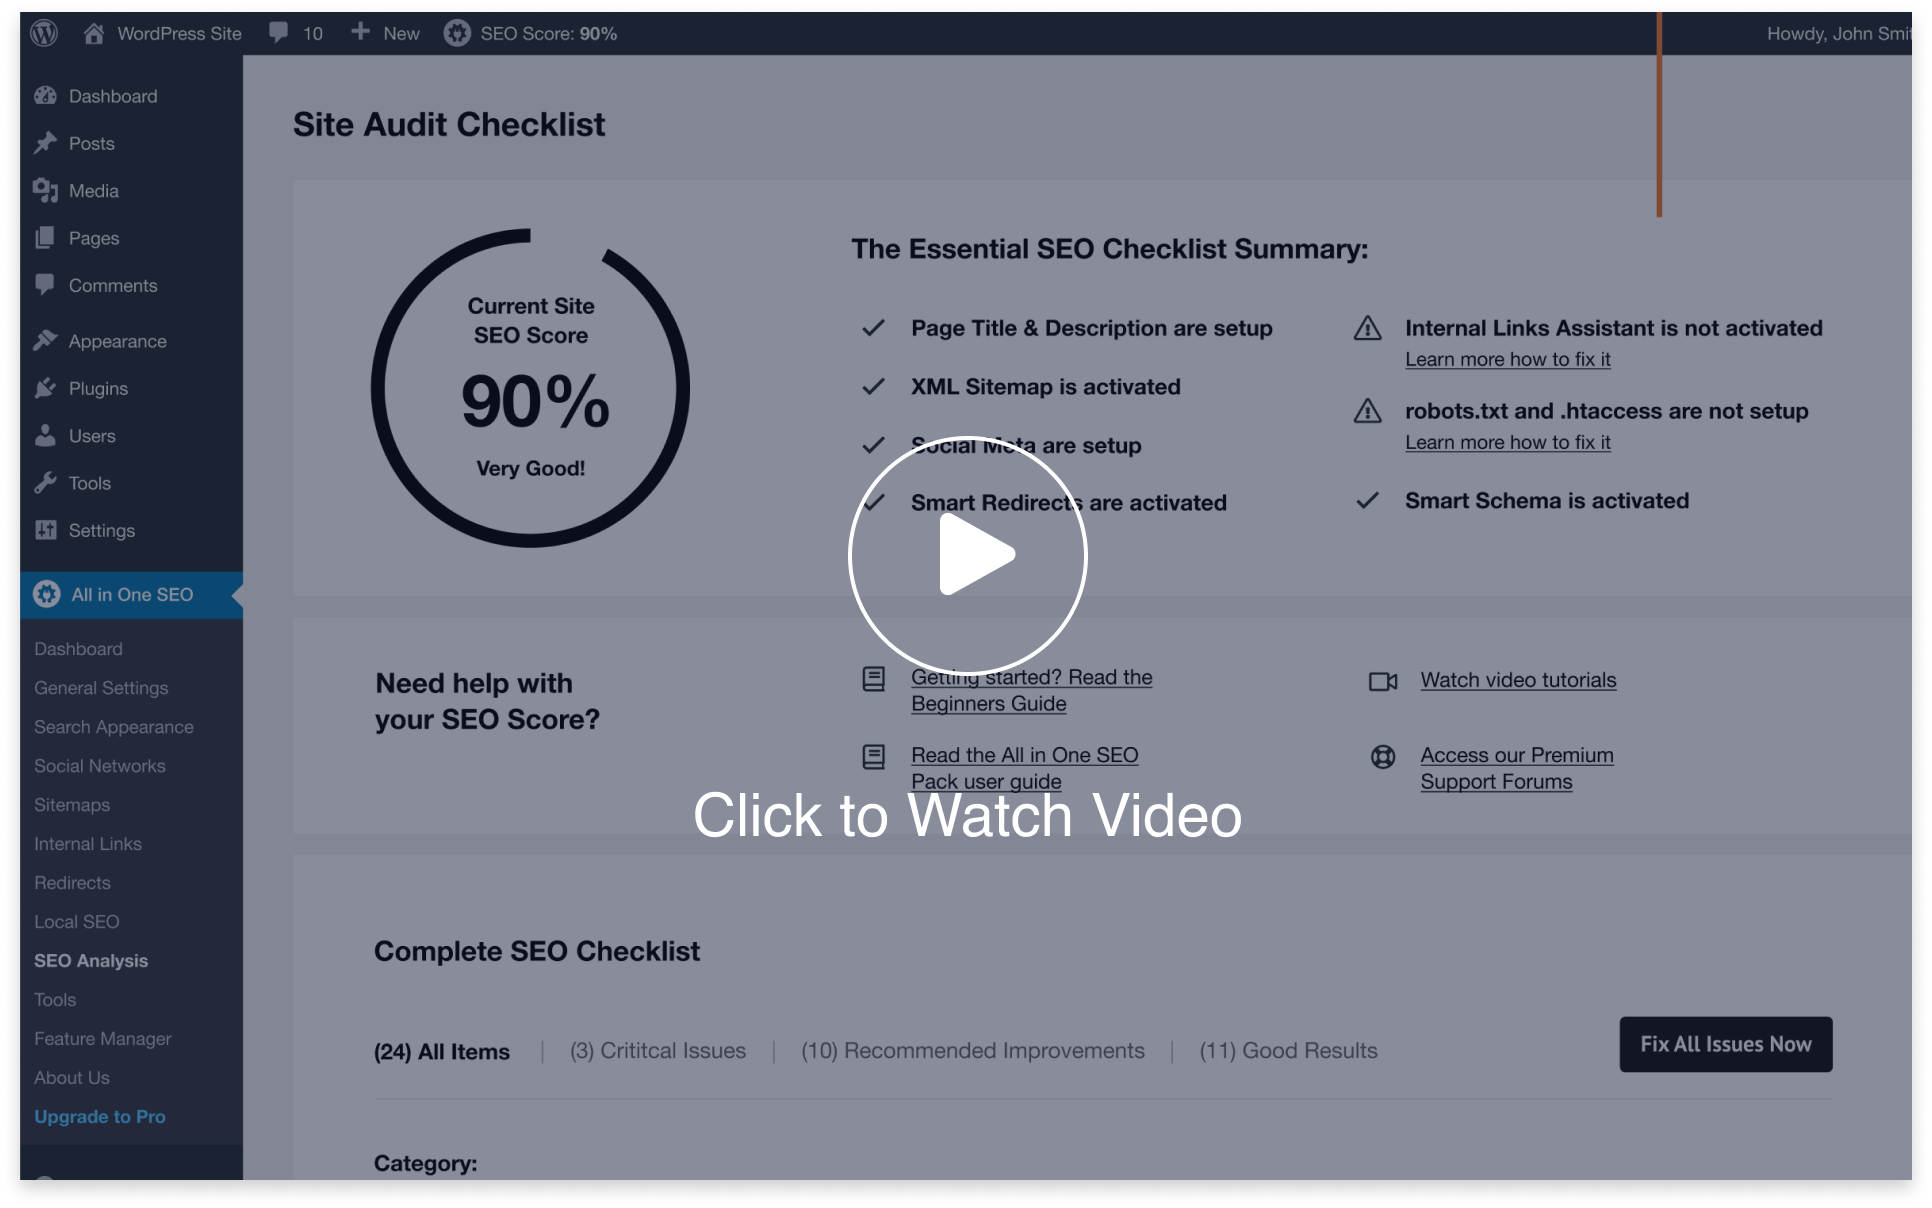 WordPress Site 10 New SEO Score: 90% Howdy, John Smi
Dashboard
Posts
Media
Pages
Comments
Appearance
Plugins
Users
Tools
Settings
All in One SEO
Dashboard
General Settings
Search Appearance
Social Networks
Sitemaps
Internal Links
Redirects
Local SEO
SEO Analysis
Tools
Feature Manager
About Us
Upgrade to Pro
Site Audit Checklist
Current Site
SEO Score
90%
Very Good!
The Essential SEO Checklist Summary:
Page Title & Description are setup
XML Sitemap is activated
Social Meta are setup
Smart Redirects are activated
Internal Links Assistant is not activated
Learn more how to fix it
robots.txt and .htaccess are not setup
Learn more how to fix it
Smart Schema is activated
Need help with
your SEO Score?
Getting started? Read the
Beginners Guide
Read the All in One SEO
Pack user guide
Watch video tutorials
Access our Premium
Support Forums
Click to Watch Video
Complete SEO Checklist
(24) All Items | (3) Crititcal Issues | (10) Recommended Improvements | (11) Good Results
Fix All Issues Now
Category: